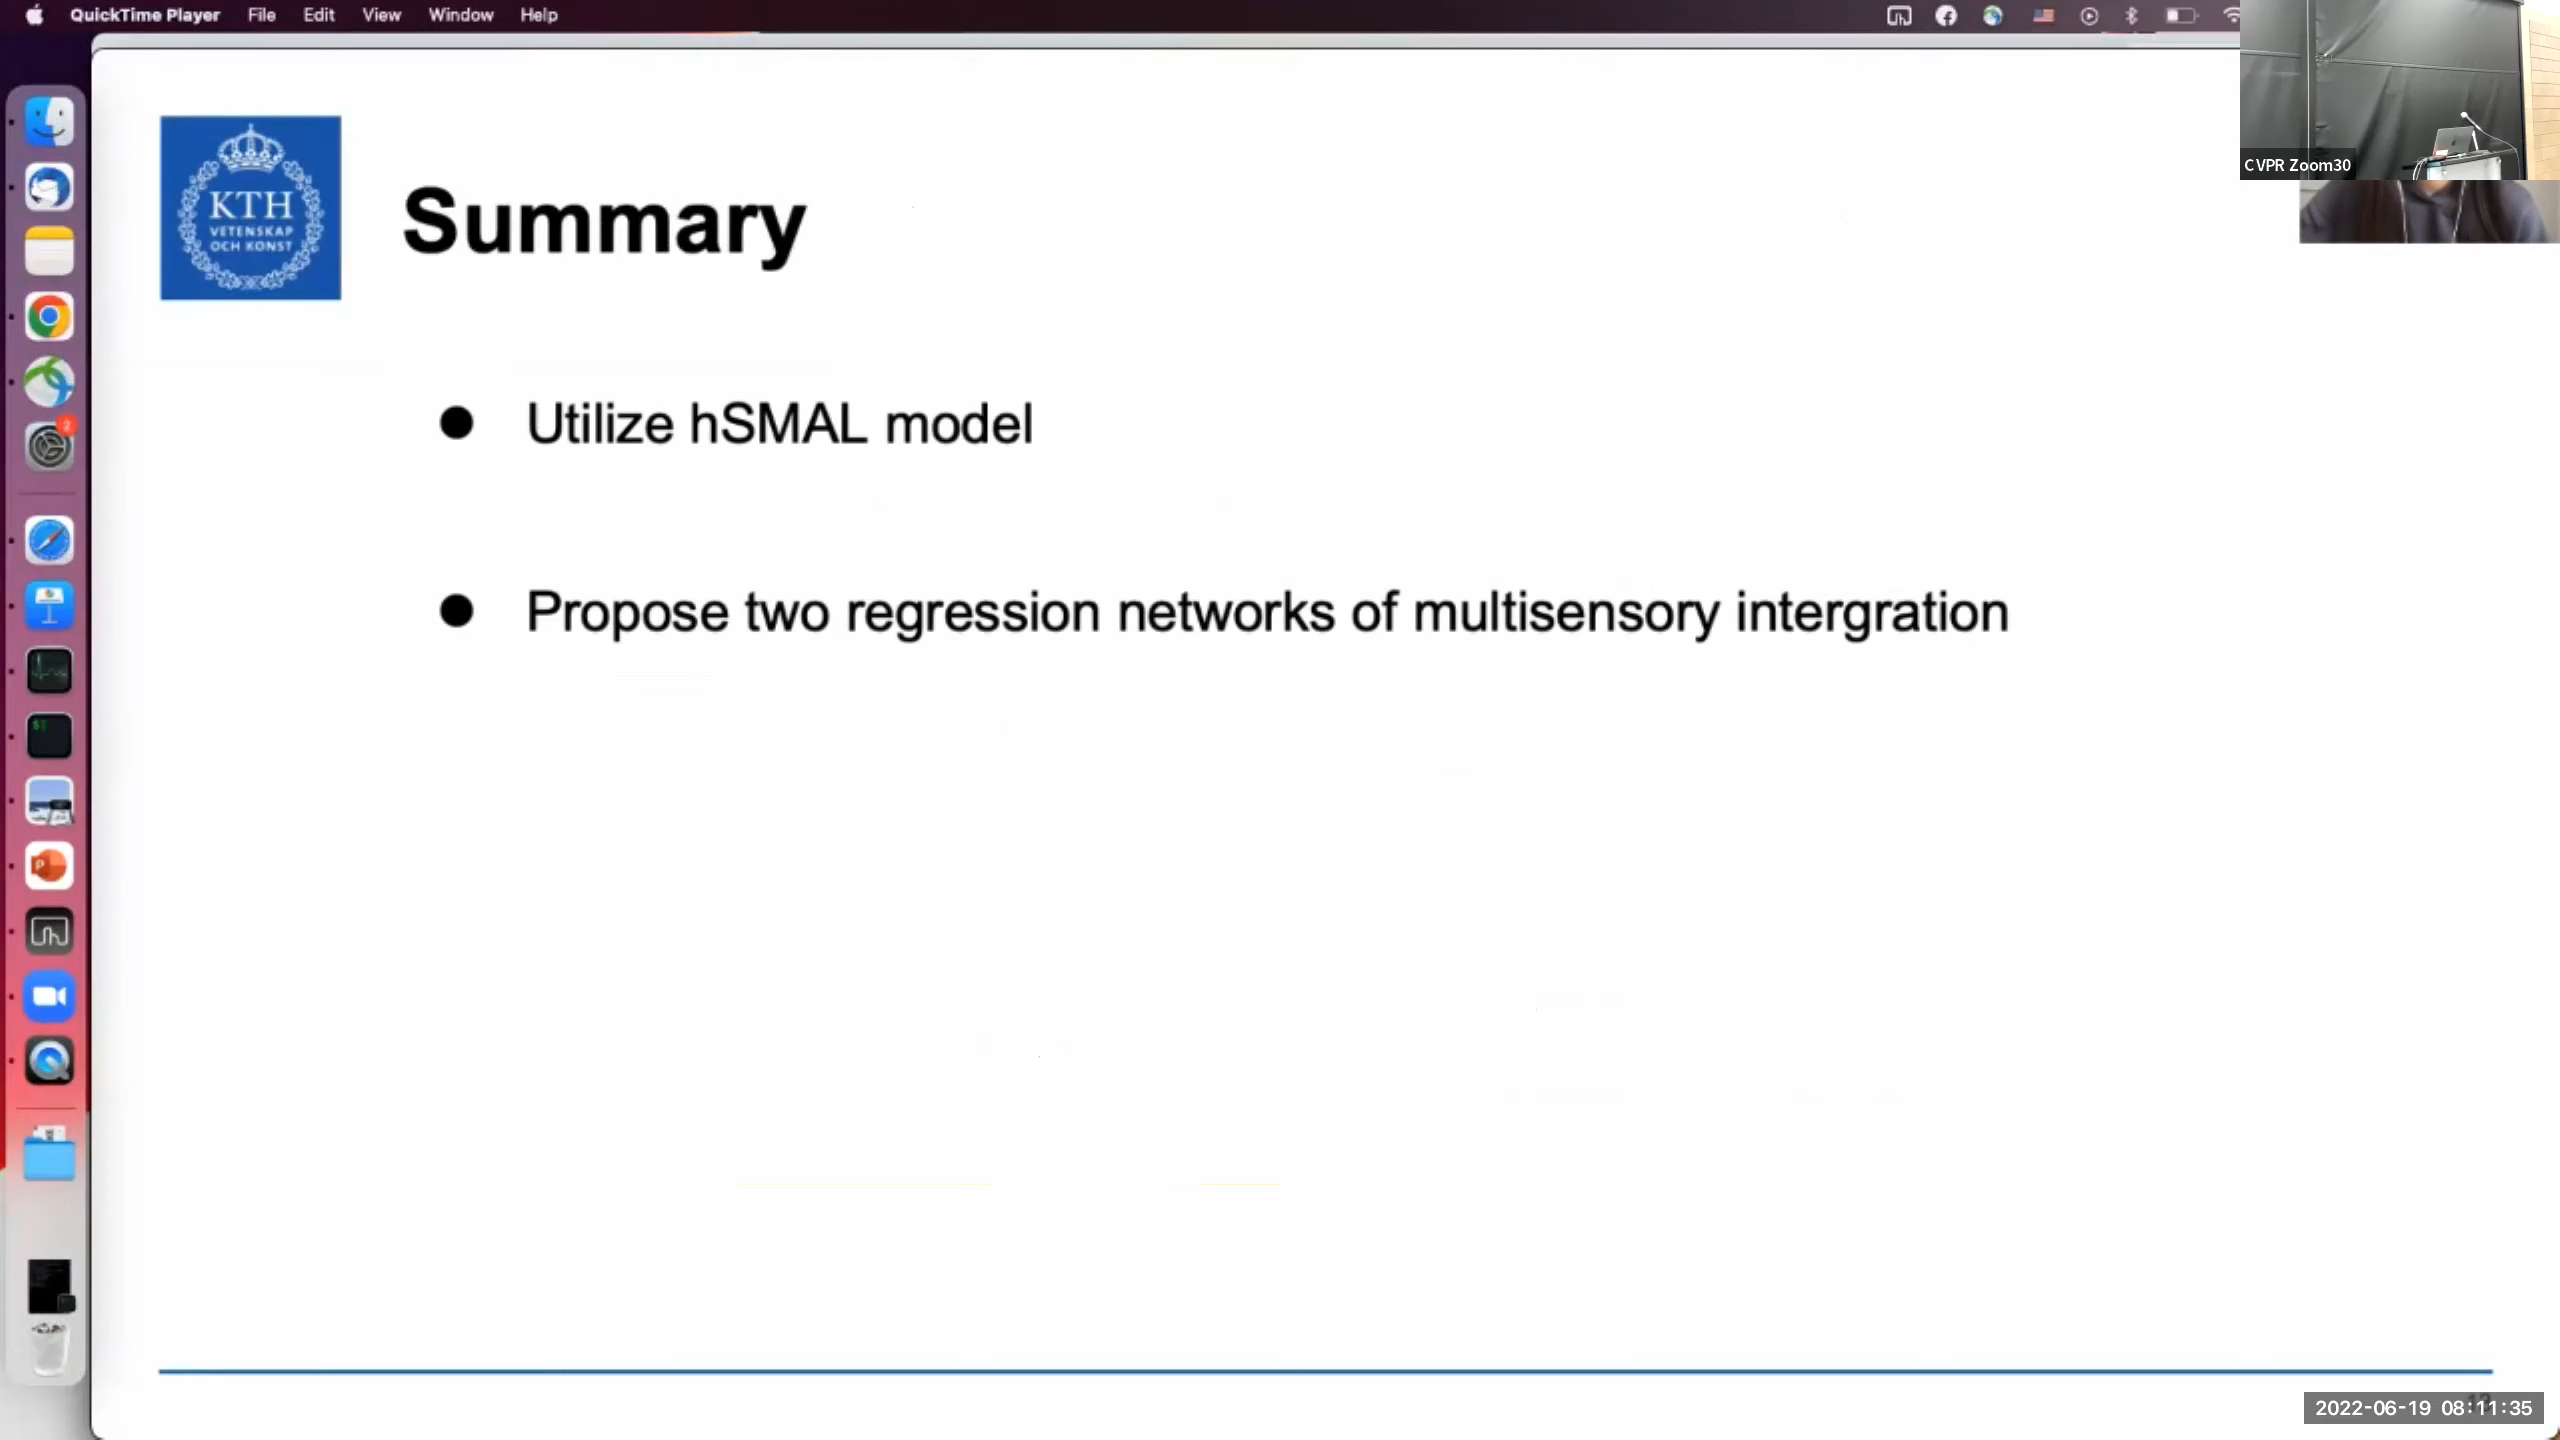 QuickTime Player File Edit View Window Help
CVPR Zoom30
KTH
VETENSKAP
OCH KONST
Summary
2
● Utilize hSMAL model
● Propose two regression networks of multisensory intergration
2022-06-19 08:11:35